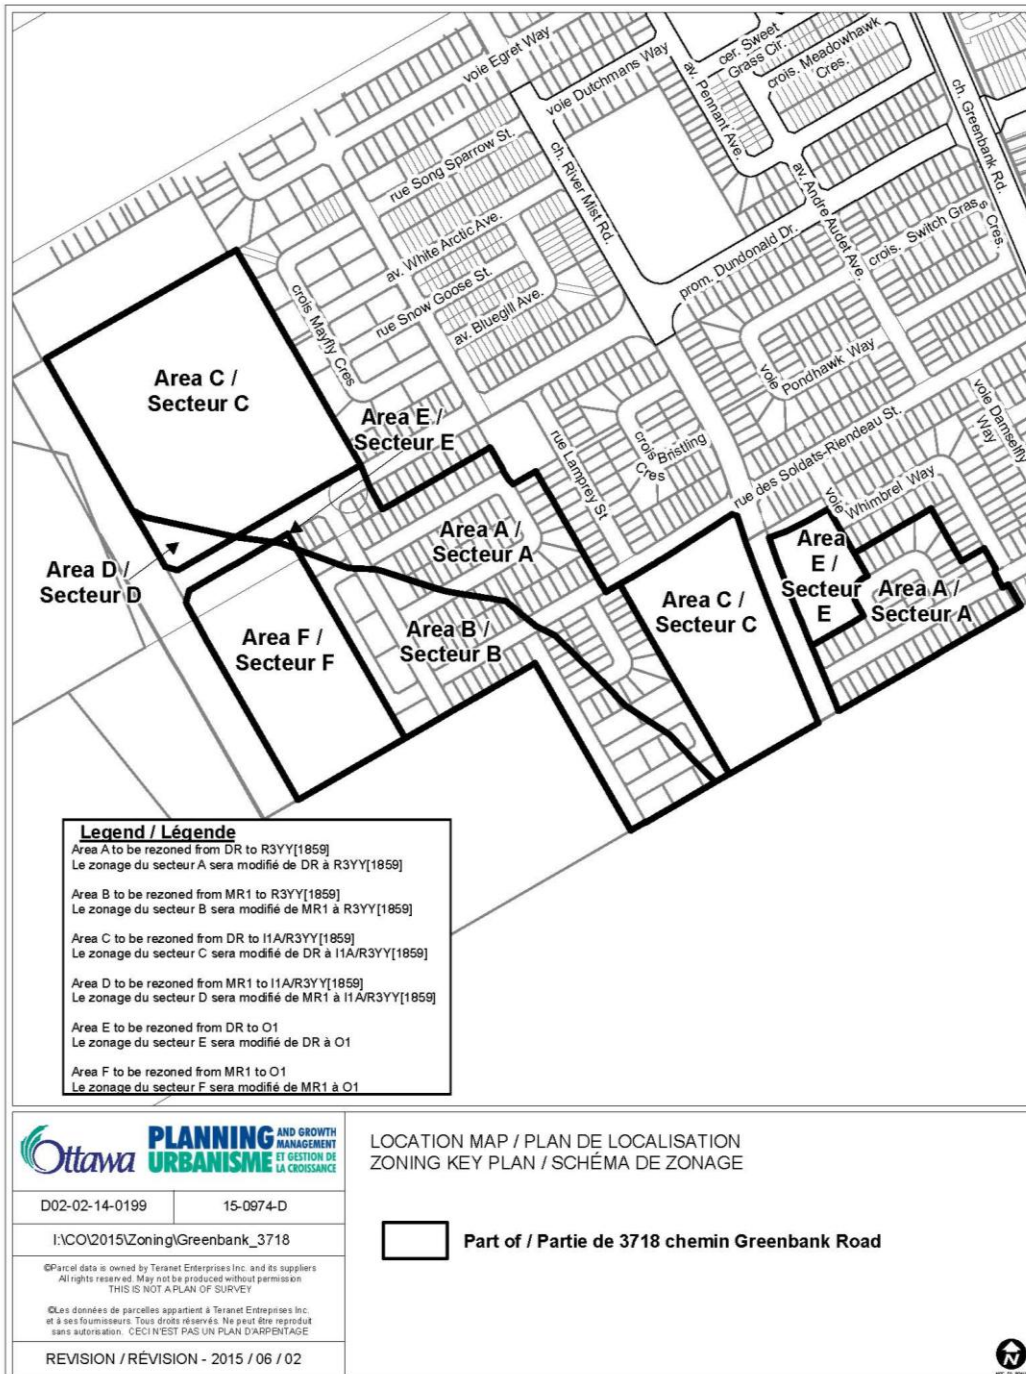 voie Egret Way
voie Dutchmans Way
cer. Sweet
Grass Cir.
crois. Meadowhawk
Cres.
av. Pennant Ave.
ch. Greenbank Rd.
rue Song Sparrow St.
ch. River Mist Rd.
av. Andre Audet Ave.
av. White Arctic Ave.
crois. Switch Grass
Cres.
prom. Dundonald Dr.
crois Mayfly Cres
rue Snow Goose St.
av. Bluegill Ave.
voie Pondhawk Way
voie Damselfly
Way
Area C /
Secteur C
Area E /
Secteur E
rue Lamprey St
crois Bristling
Cres
rue des Soldats-Riendeau St.
voie
Whimbrel Way
Area A /
Secteur A
Area
E /
Secteur
E
Area D /
Secteur D
Area C /
Secteur C
Area A /
Secteur A
Area F /
Secteur F
Area B /
Secteur B
Legend / Légende
Area A to be rezoned from DR to R3YY[1859]
Le zonage du secteur A sera modifié de DR à R3YY[1859]
Area B to be rezoned from MR1 to R3YY[1859]
Le zonage du secteur B sera modifié de MR1 à R3YY[1859]
Area C to be rezoned from DR to I1A/R3YY[1859]
Le zonage du secteur C sera modifié de DR à I1A/R3YY[1859]
Area D to be rezoned from MR1 to I1A/R3YY[1859]
Le zonage du secteur D sera modifié de MR1 à I1A/R3YY[1859]
Area E to be rezoned from DR to O1
Le zonage du secteur E sera modifié de DR à O1
Area F to be rezoned from MR1 to O1
Le zonage du secteur F sera modifié de MR1 à O1
Ottawa
PLANNING AND GROWTH MANAGEMENT
URBANISME ET GESTION DE LA CROISSANCE
LOCATION MAP / PLAN DE LOCALISATION
ZONING KEY PLAN / SCHÉMA DE ZONAGE
D02-02-14-0199
15-0974-D
I:\CO\2015\Zoning\Greenbank_3718
Part of / Partie de 3718 chemin Greenbank Road
©Parcel data is owned by Teranet Enterprises Inc. and its suppliers
All rights reserved. May not be produced without permission
THIS IS NOT A PLAN OF SURVEY
©Les données de parcelles appartient à Teranet Entreprises Inc.
et à ses fournisseurs. Tous droits réservés. Ne peut être reproduit
sans autorisation. CECI N'EST PAS UN PLAN D'ARPENTAGE
REVISION / RÉVISION - 2015 / 06 / 02
N